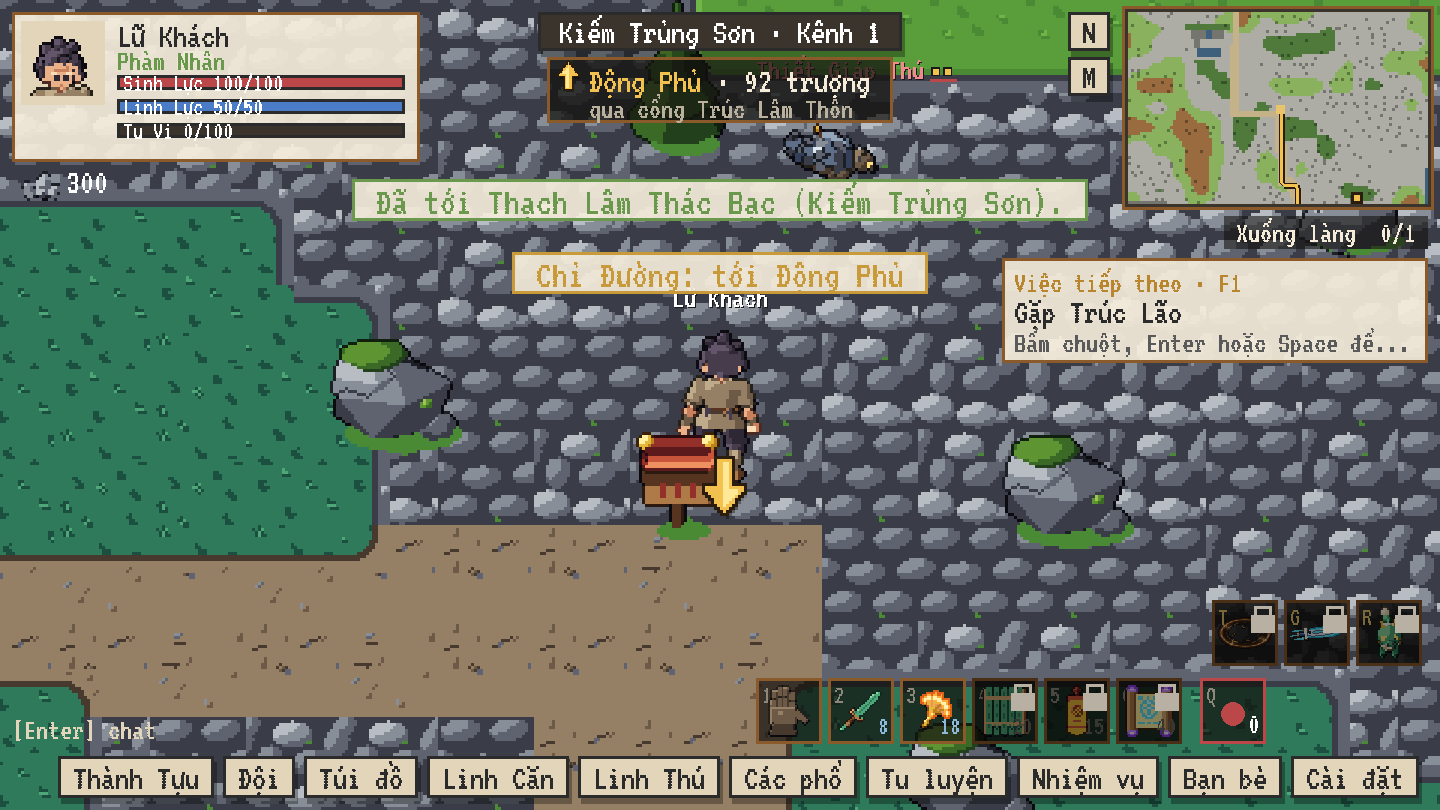 Lữ Khách
Phàm Nhân
Sinh Lực 100/100
Linh Lực 50/50
Tu Vi 0/100
300
Kiếm Trủng Sơn · Kênh 1
Thú
Động Phủ · 92 trượng
qua cổng Trúc Lâm Thôn
N
M
Đã tới Thạch Lâm Thác Bạc (Kiếm Trủng Sơn).
Xuống làng 0/1
Chỉ Đường: tới Động Phủ
Lữ Khách
Việc tiếp theo · F1
Gặp Trúc Lão
Bấm chuột, Enter hoặc Space để...
T
G
R
1
2
8
3
18
4
5
15
Q
0
[Enter] chat
Thành Tựu
Đội
Túi đồ
Linh Căn
Linh Thú
Các phổ
Tu luyện
Nhiệm vụ
Bạn bè
Cài đặt